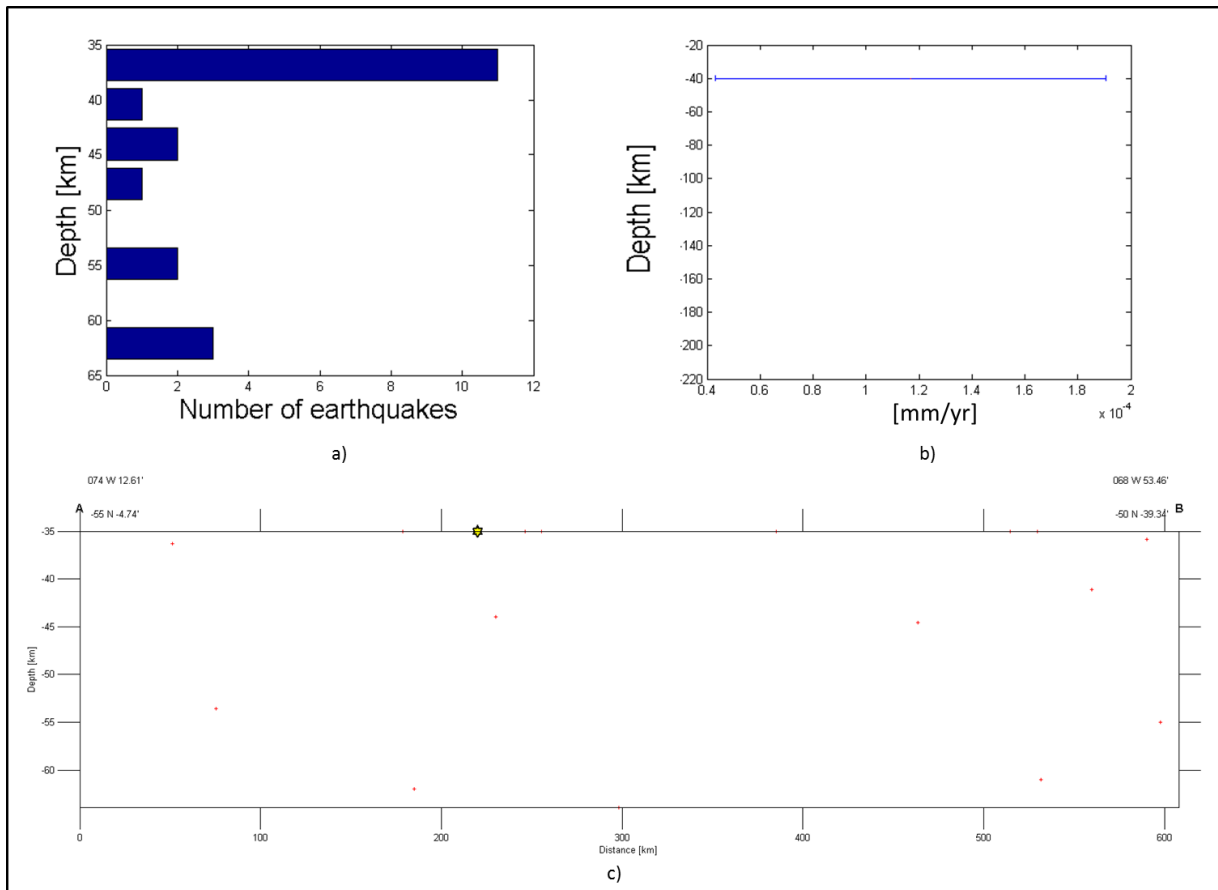 35
40
45
50
55
60
65
Depth [km]
0 2 4 6 8 10 12
Number of earthquakes
a)
-20
-40
-60
-80
-100
-120
-140
-160
-180
-200
-220
Depth [km]
0.4 0.6 0.8 1 1.2 1.4 1.6 1.8 2
x 10⁻⁴
[mm/yr]
b)
074 W 12.61'
068 W 53.46'
A
B
-55 N -4.74'
-50 N -39.34'
-35
-40
-45
-50
-55
-60
Depth [km]
0 100 200 300 400 500 600
Distance [km]
c)